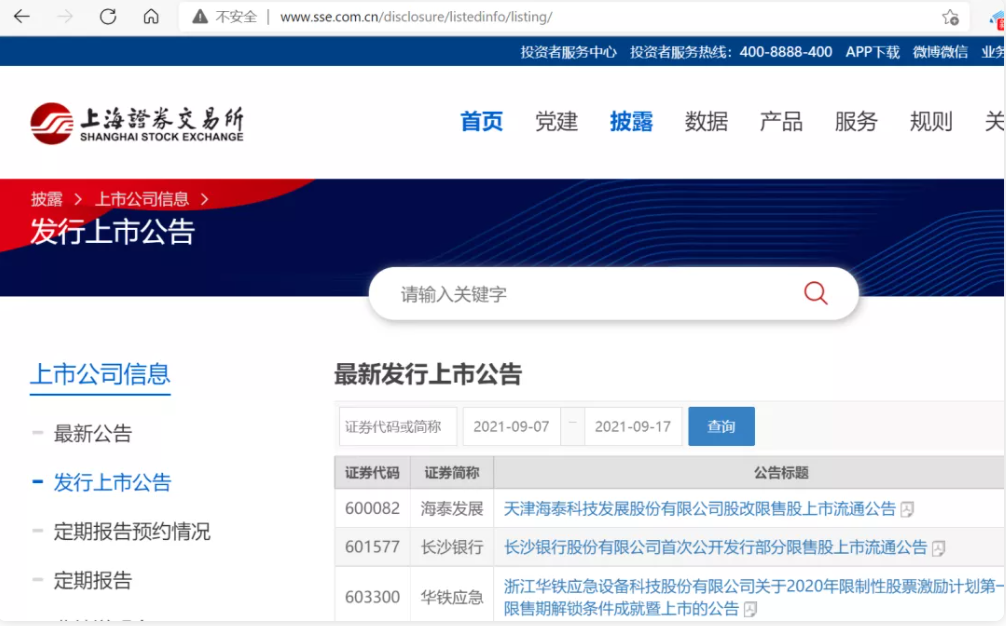 不安全 | www.sse.com.cn/disclosure/listedinfo/listing/
投资者服务中心 投资者服务热线：400-8888-400 APP下载 微博微信 业务
上海證券交易所
SHANGHAI STOCK EXCHANGE
首页 党建 披露 数据 产品 服务 规则 关
披露 > 上市公司信息 >
发行上市公告
请输入关键字
上市公司信息
最新公告
发行上市公告
定期报告预约情况
定期报告
最新发行上市公告
证券代码或简称 2021-09-07 — 2021-09-17 查询
证券代码 证券简称 公告标题
600082 海泰发展 天津海泰科技发展股份有限公司股改限售股上市流通公告
601577 长沙银行 长沙银行股份有限公司首次公开发行部分限售股上市流通公告
603300 华铁应急 浙江华铁应急设备科技股份有限公司关于2020年限制性股票激励计划第一
限售期解锁条件成就暨上市的公告